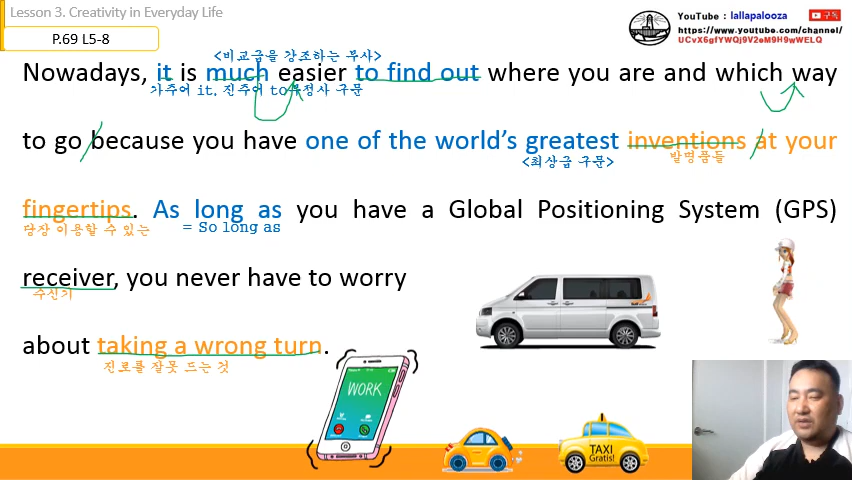 Lesson 3. Creativity in Everyday Life
P.69 L5-8
YouTube : lallapalooza
구독
https://www.youtube.com/channel/
UCvX6gfYWQj9V2eM9H9wWELQ
<비교급을 강조하는 부사>
Nowadays, it is much easier to find out where you are and which way
가주어 it, 진주어 to부정사 구문
to go because you have one of the world's greatest inventions at your
<최상급 구문>
발명품들
fingertips. As long as you have a Global Positioning System (GPS)
당장 이용할 수 있는
= So long as
receiver, you never have to worry
수신기
about taking a wrong turn.
진로를 잘못 드는 것
WORK
TAXI
Gratis!